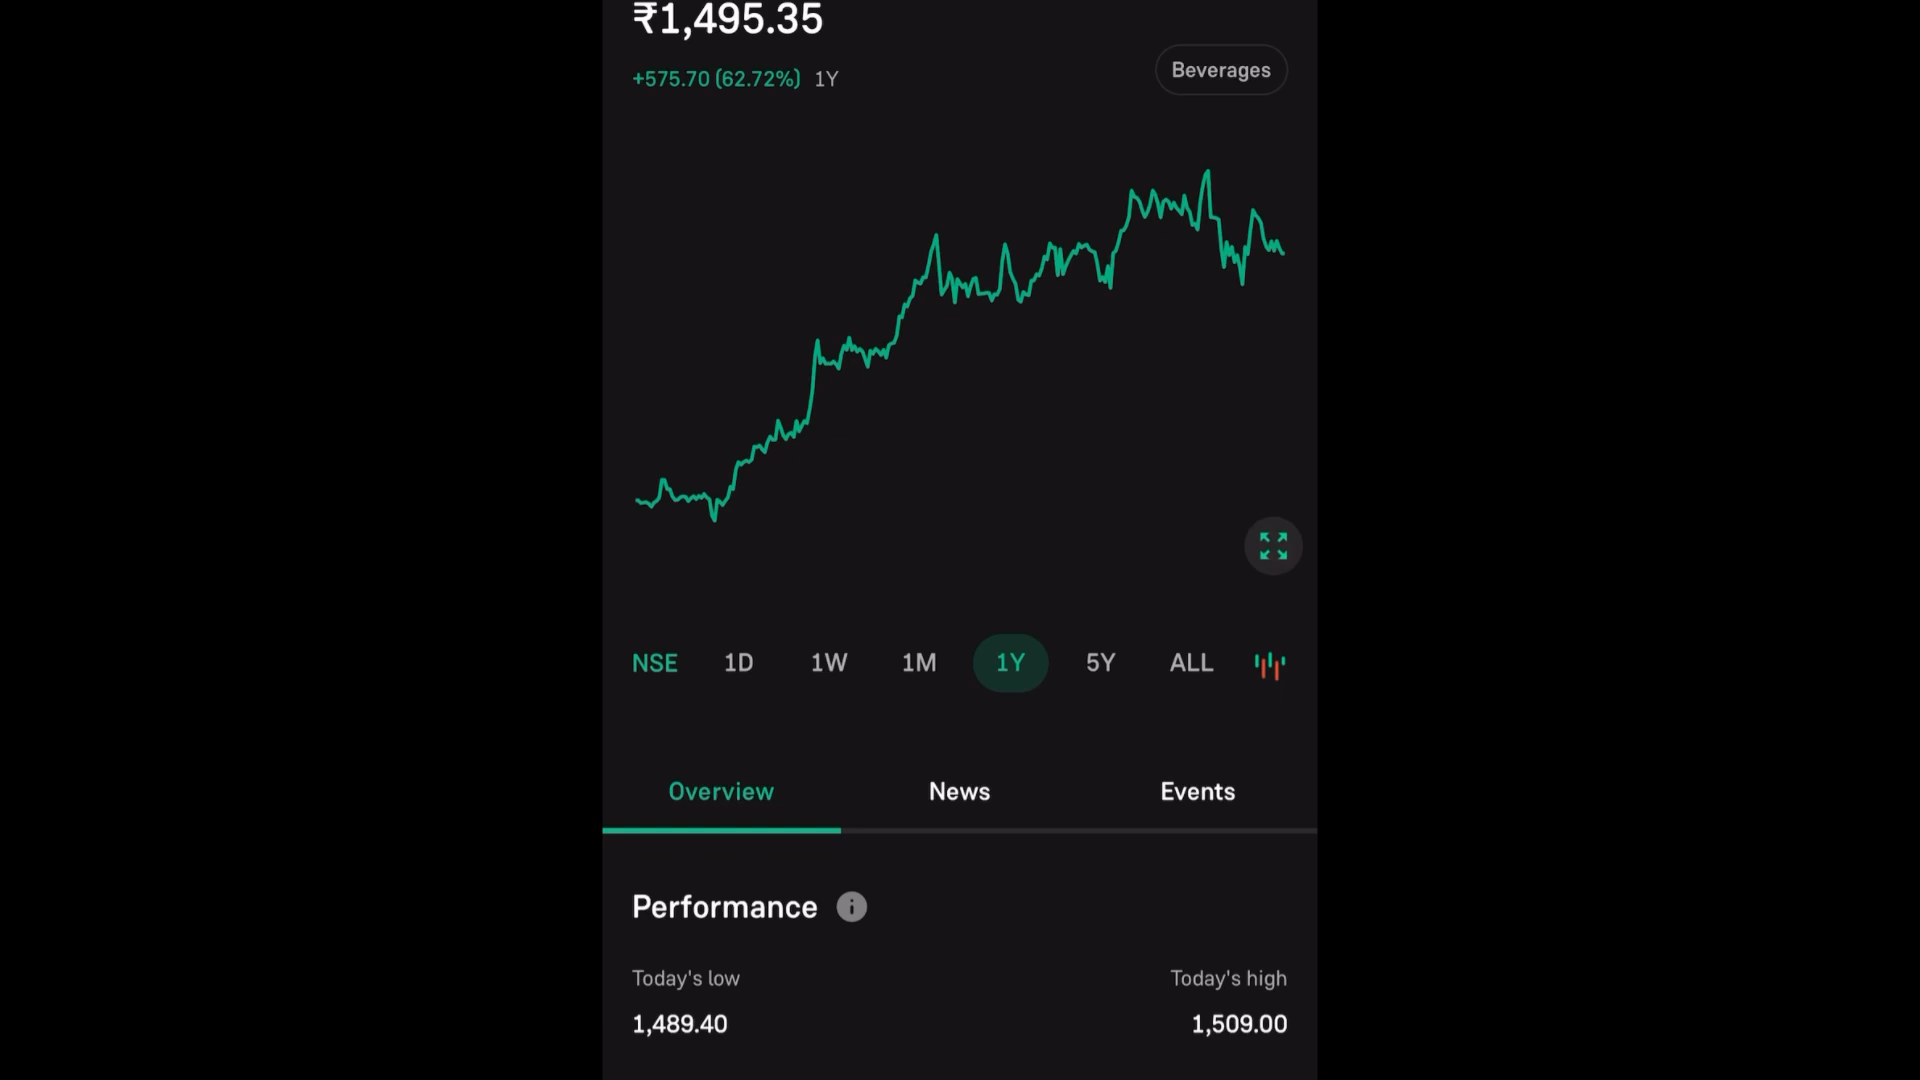 ₹1,495.35
+575.70 (62.72%) 1Y
Beverages
NSE 1D 1W 1M 1Y 5Y ALL
Overview News Events
Performance i
Today's low Today's high
1,489.40 1,509.00